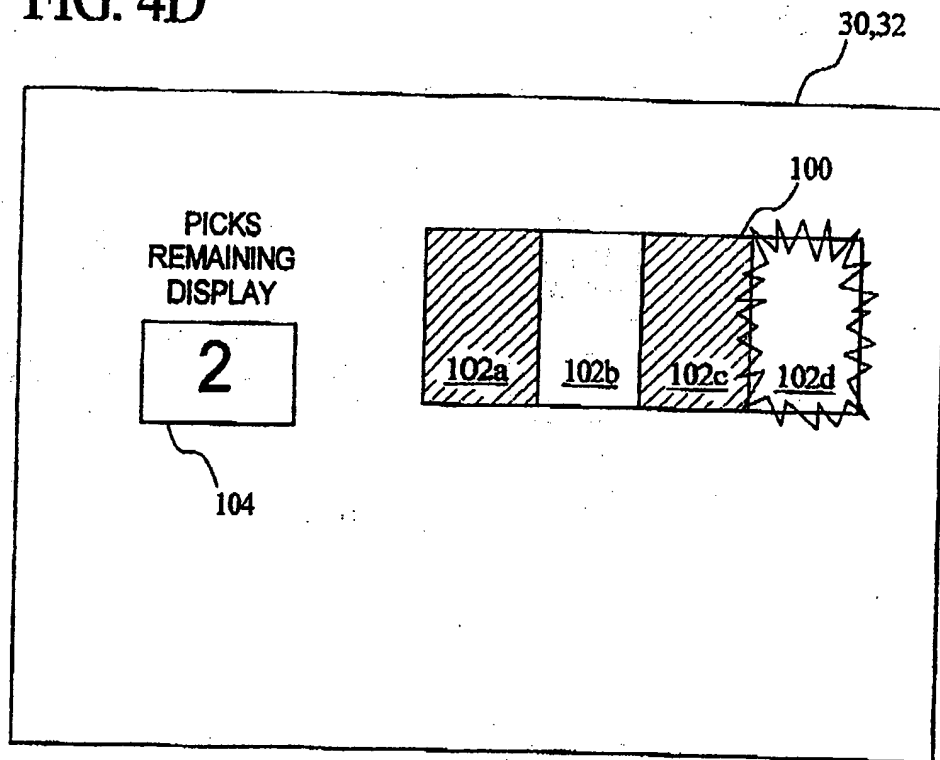 FIG. 4D
30,32
100
PICKS
REMAINING
DISPLAY
2
102a 102b 102c 102d
104